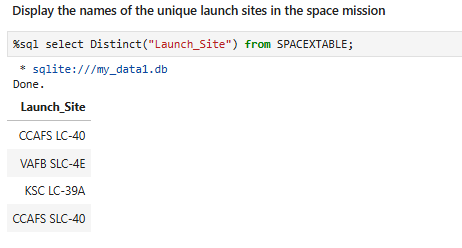 Display the names of the unique launch sites in the space mission
%sql select Distinct("Launch_Site") from SPACEXTABLE;
* sqlite:///my_data1.db
Done.
Launch_Site
CCAFS LC-40
VAFB SLC-4E
KSC LC-39A
CCAFS SLC-40